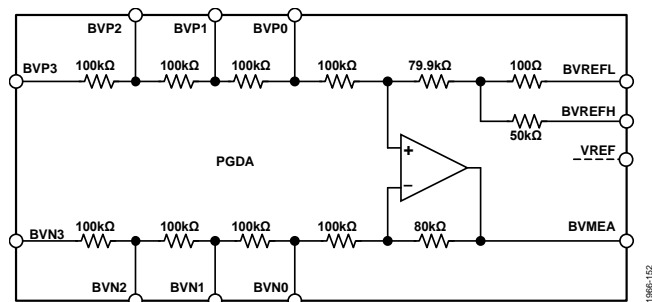 BVP2
BVP1
BVP0
BVP3
100kΩ
100kΩ
100kΩ
100kΩ
79.9kΩ
100Ω
BVREFL
BVREFH
50kΩ
VREF
PGDA
+
−
BVN3
100kΩ
100kΩ
100kΩ
100kΩ
80kΩ
BVMEA
BVN2
BVN1
BVN0
1966-152